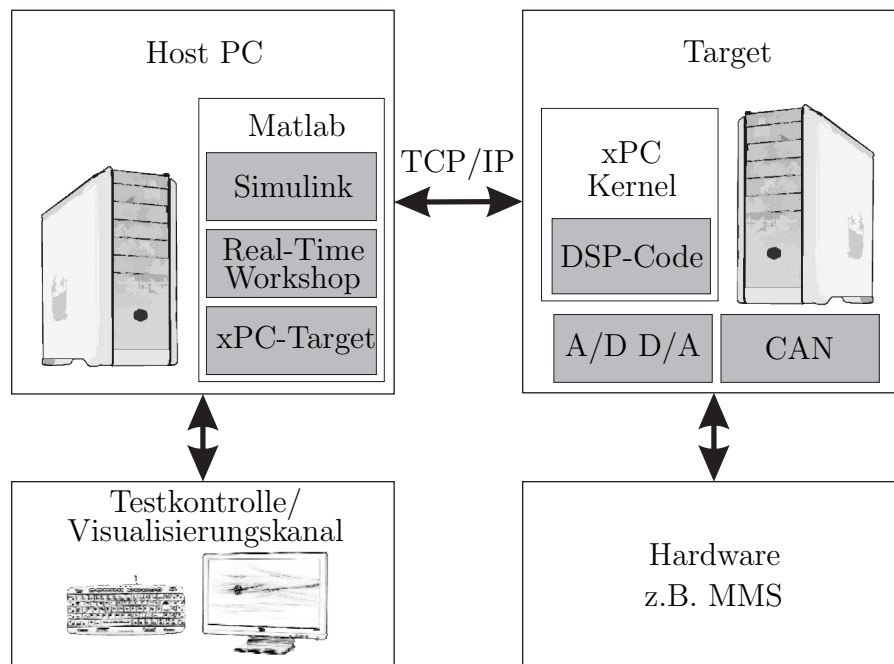 Host PC
Matlab
Simulink
Real-Time
Workshop
xPC-Target
TCP/IP
Target
xPC
Kernel
DSP-Code
A/D D/A
CAN
Testkontrolle/
Visualisierungskanal
Hardware
z.B. MMS